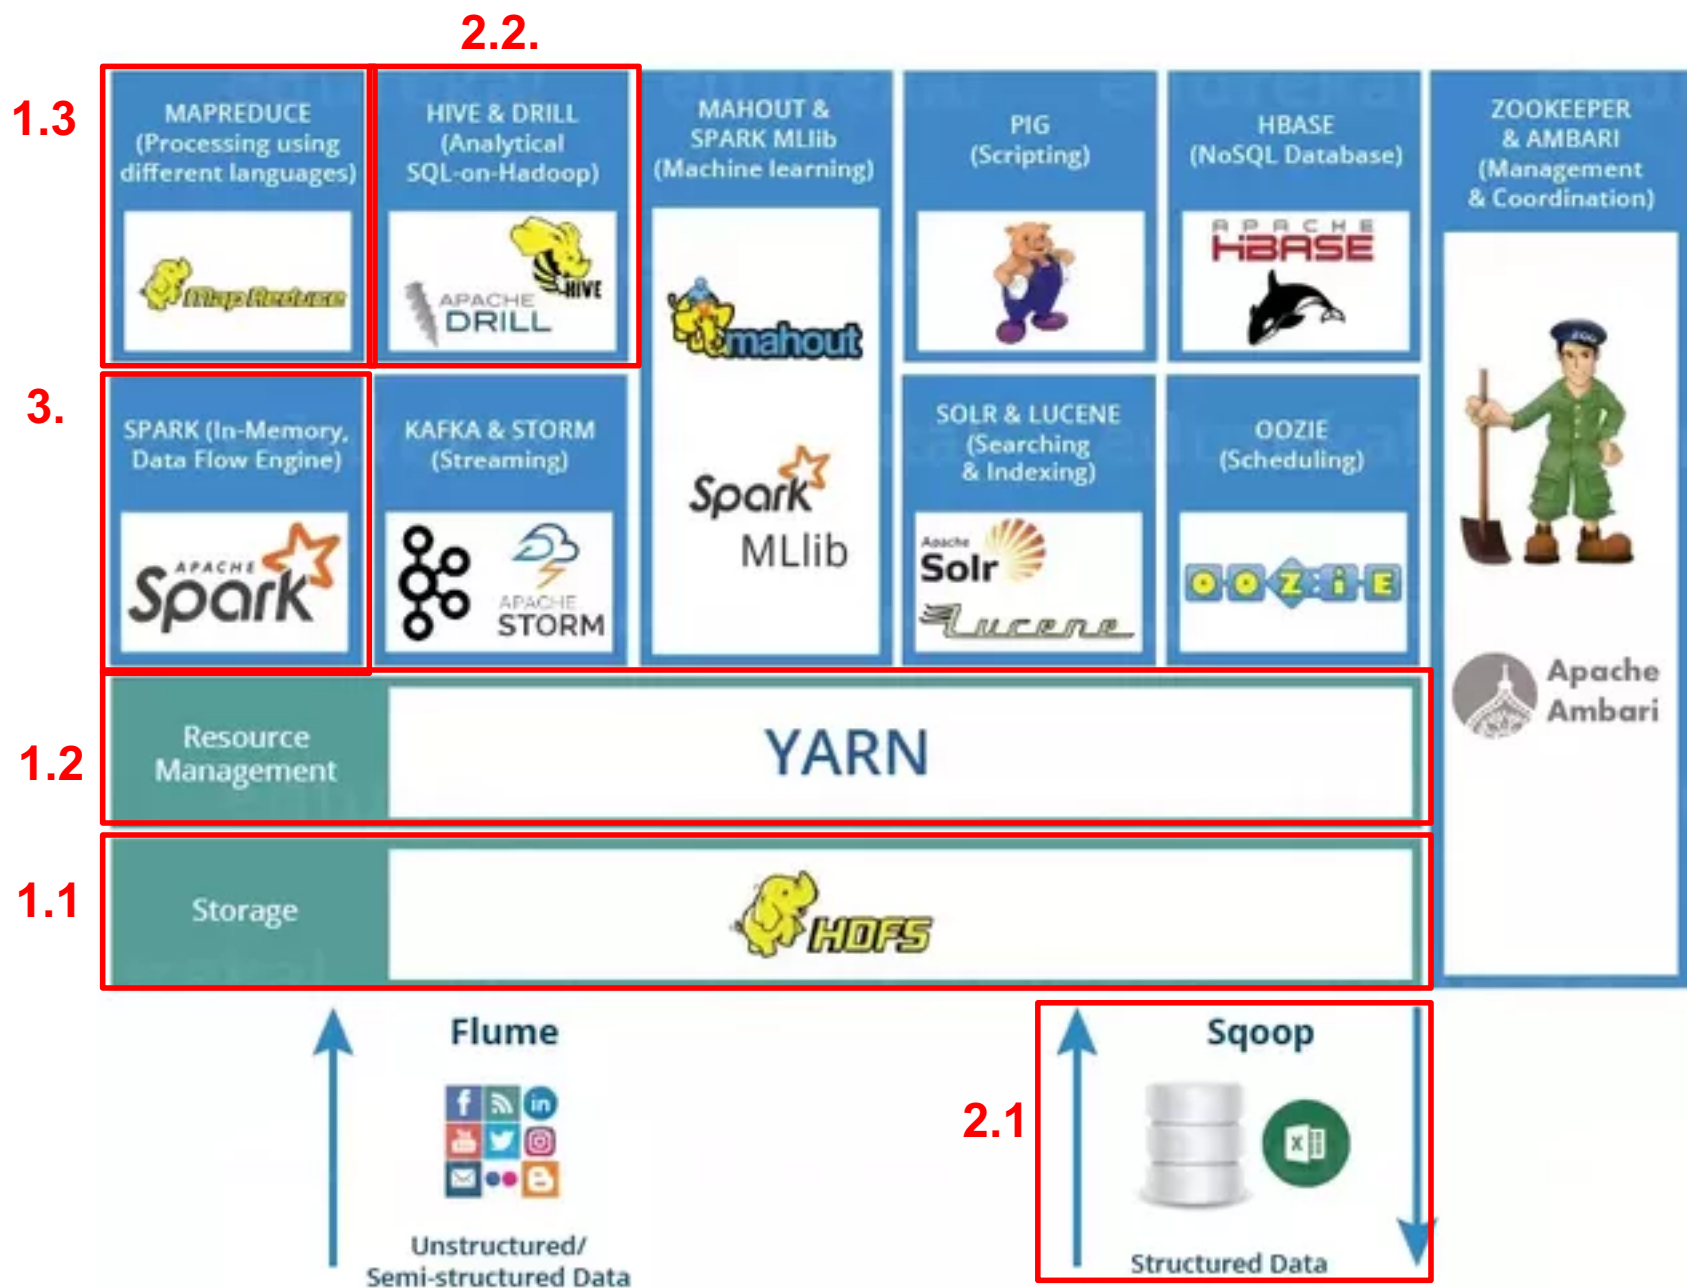 2.2.
1.3
MAPREDUCE
(Processing using
different languages)
Map Reduce
HIVE & DRILL
(Analytical
SQL-on-Hadoop)
HIVE
APACHE
DRILL
MAHOUT &
SPARK MLlib
(Machine learning)
mahout
Spark
MLlib
PIG
(Scripting)
HBASE
(NoSQL Database)
APACHE
HBASE
ZOOKEEPER
& AMBARI
(Management
& Coordination)
ZOO
Apache
Ambari
3.
SPARK (In-Memory,
Data Flow Engine)
APACHE
Spark
KAFKA & STORM
(Streaming)
APACHE
STORM
SOLR & LUCENE
(Searching
& Indexing)
Apache
Solr
Lucene
OOZIE
(Scheduling)
OOZiE
1.2
Resource
Management
YARN
1.1
Storage
HDFS
Flume
f
in
Unstructured/
Semi-structured Data
2.1
Sqoop
X
Structured Data